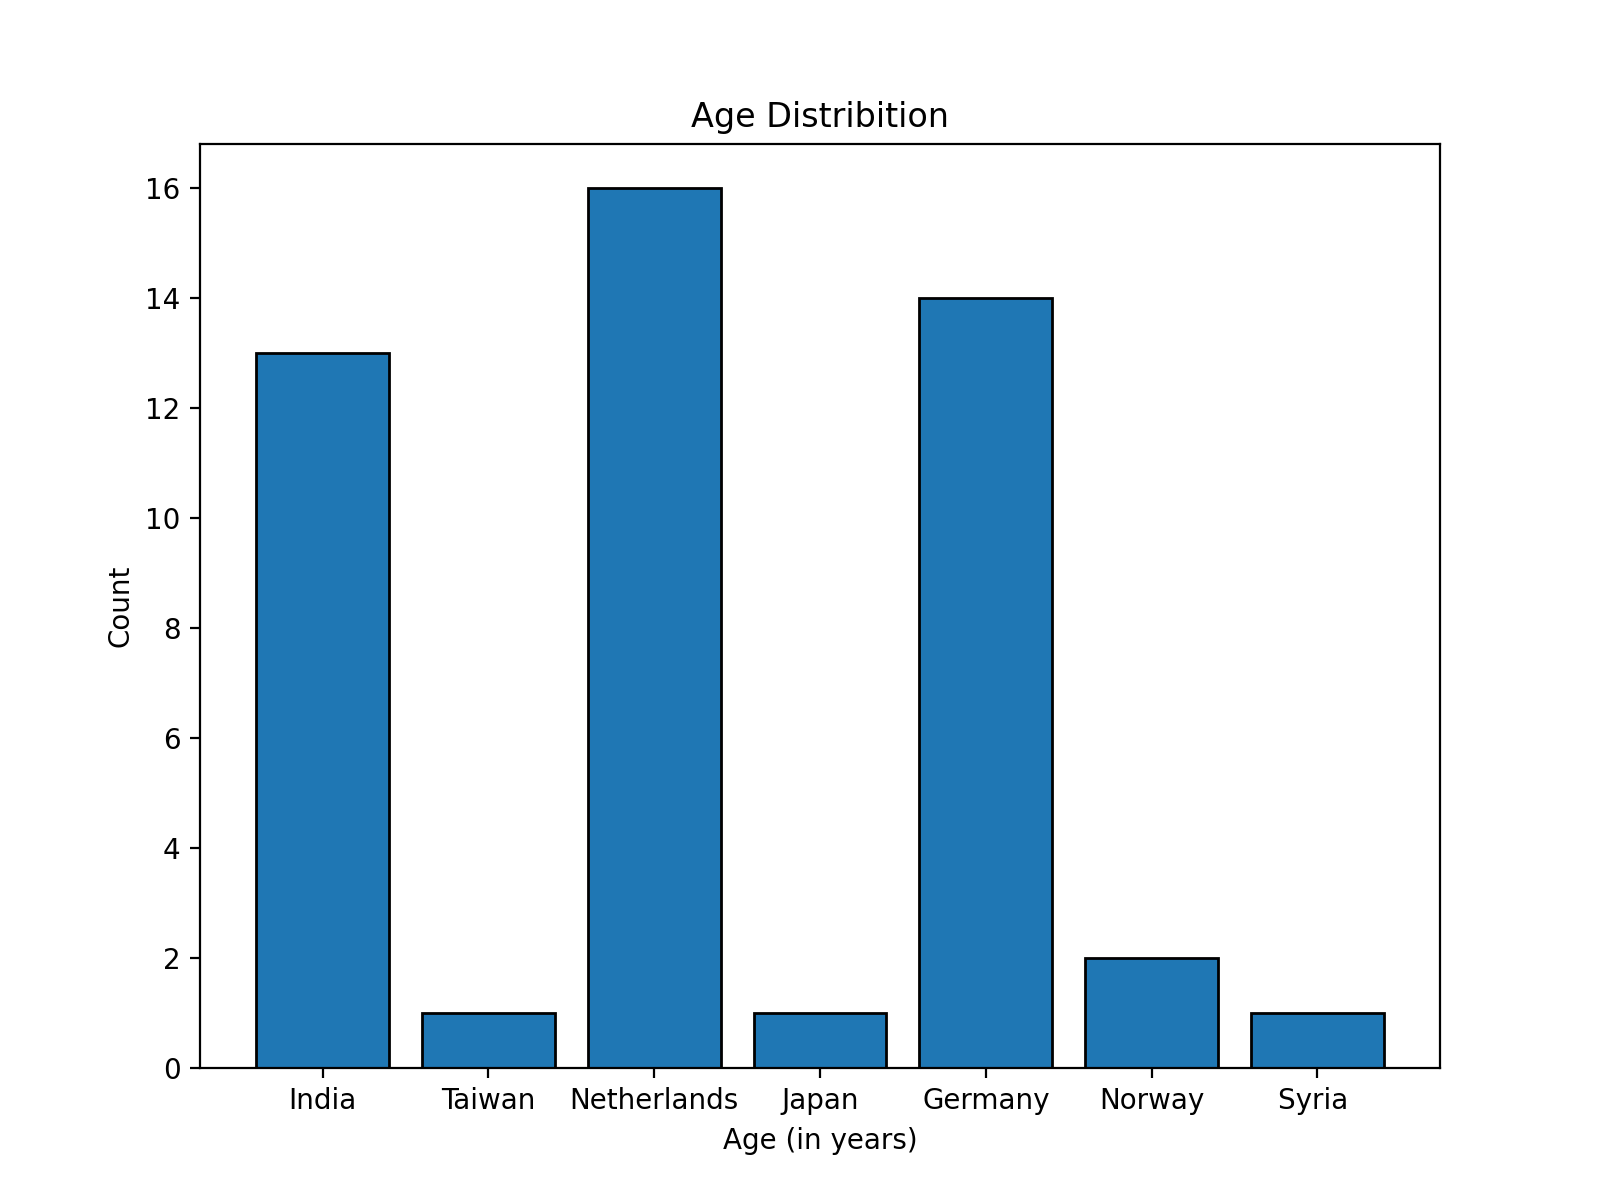 Age Distribition
16
14
12
10
8
6
4
2
0
Count
India Taiwan Netherlands Japan Germany Norway Syria
Age (in years)